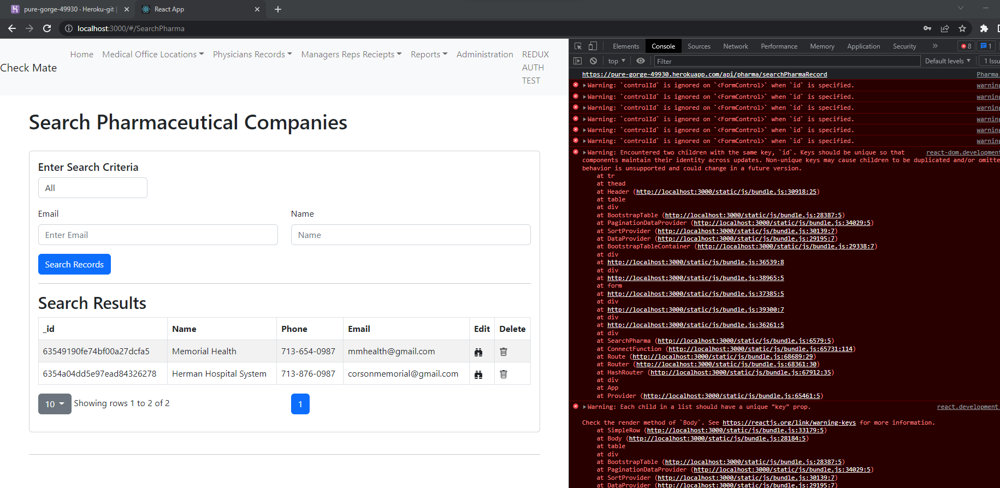 pure-gorge-49930 · Heroku-git |
React App
localhost:3000/#/SearchPharma
Check Mate
Home
Medical Office Locations
Physicians Records
Managers Reps Reciepts
Reports
Administration
REDUX
AUTH
TEST
Search Pharmaceutical Companies
Enter Search Criteria
All
Email
Name
Enter Email
Name
Search Records
Search Results
_id Name Phone Email Edit Delete
63549190fe74bf00a27dcfa5 Memorial Health 713-654-0987 mmhealth@gmail.com
6354a04dd5e97ead84326278 Herman Hospital System 713-876-0987 corsonmemorial@gmail.com
10 Showing rows 1 to 2 of 2 1
Elements Console Sources Network Performance Memory Application Security » 8 1
top Filter Default levels 1 Issu
https://pure-gorge-49930.herokuapp.com/api/pharma/searchPharmaRecord Pharma.
Warning: `controlId` is ignored on `<FormControl>` when `id` is specified. warning
Warning: `controlId` is ignored on `<FormControl>` when `id` is specified. warning
Warning: `controlId` is ignored on `<FormControl>` when `id` is specified. warning
Warning: `controlId` is ignored on `<FormControl>` when `id` is specified. warning
Warning: `controlId` is ignored on `<FormControl>` when `id` is specified. warning
Warning: `controlId` is ignored on `<FormControl>` when `id` is specified. warning
Warning: Encountered two children with the same key, `id`. Keys should be unique so that react-dom.development
components maintain their identity across updates. Non-unique keys may cause children to be duplicated and/or omitte
behavior is unsupported and could change in a future version.
at tr
at thead
at Header (http://localhost:3000/static/js/bundle.js:30918:25)
at table
at div
at BootstrapTable (http://localhost:3000/static/js/bundle.js:28387:5)
at PaginationDataProvider (http://localhost:3000/static/js/bundle.js:34029:5)
at SortProvider (http://localhost:3000/static/js/bundle.js:30139:7)
at DataProvider (http://localhost:3000/static/js/bundle.js:29195:7)
at BootstrapTableContainer (http://localhost:3000/static/js/bundle.js:29338:7)
at div
at http://localhost:3000/static/js/bundle.js:36539:8
at div
at http://localhost:3000/static/js/bundle.js:38965:5
at form
at http://localhost:3000/static/js/bundle.js:37385:5
at div
at http://localhost:3000/static/js/bundle.js:39300:7
at div
at http://localhost:3000/static/js/bundle.js:36261:5
at div
at SearchPharma (http://localhost:3000/static/js/bundle.js:6579:5)
at ConnectFunction (http://localhost:3000/static/js/bundle.js:65731:114)
at Route (http://localhost:3000/static/js/bundle.js:68689:29)
at Router (http://localhost:3000/static/js/bundle.js:68361:30)
at HashRouter (http://localhost:3000/static/js/bundle.js:67912:35)
at div
at App
at Provider (http://localhost:3000/static/js/bundle.js:65461:5)
Warning: Each child in a list should have a unique "key" prop. react.development.
Check the render method of `Body`. See https://reactjs.org/link/warning-keys for more information.
at SimpleRow (http://localhost:3000/static/js/bundle.js:33179:5)
at Body (http://localhost:3000/static/js/bundle.js:28184:5)
at table
at div
at BootstrapTable (http://localhost:3000/static/js/bundle.js:28387:5)
at PaginationDataProvider (http://localhost:3000/static/js/bundle.js:34029:5)
at SortProvider (http://localhost:3000/static/js/bundle.js:30139:7)
at DataProvider (http://localhost:3000/static/js/bundle.js:29195:7)